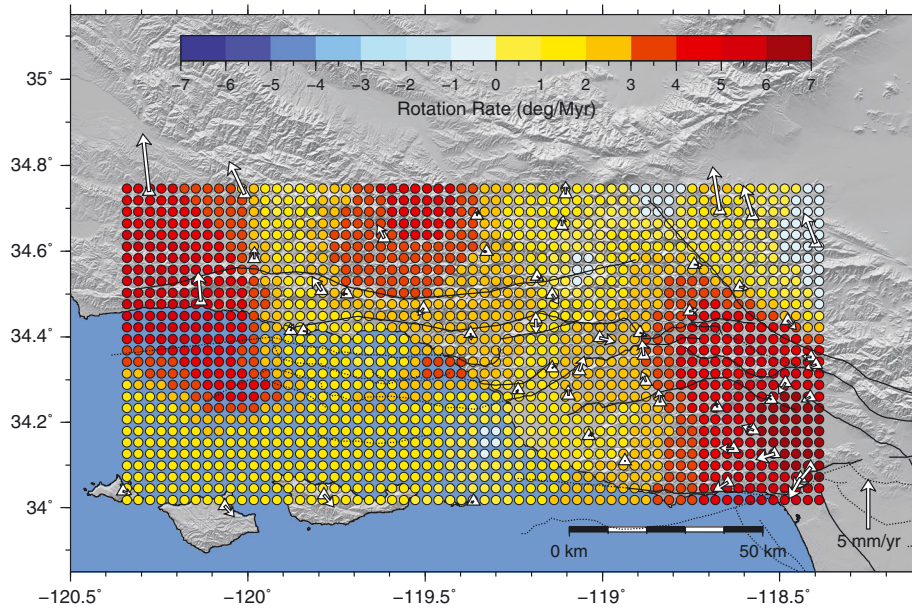 −7 −6 −5 −4 −3 −2 −1 0 1 2 3 4 5 6 7
Rotation Rate (deg/Myr)
35˚
34.8˚
34.6˚
34.4˚
34.2˚
34˚
5 mm/yr
0 km 50 km
−120.5˚ −120˚ −119.5˚ −119˚ −118.5˚